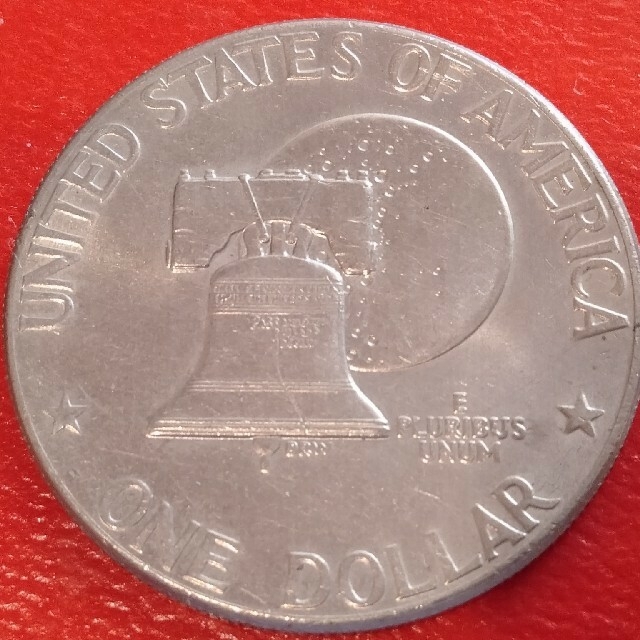 UNITED STATES OF AMERICA
E
PLURIBUS
UNUM
ONE DOLLAR